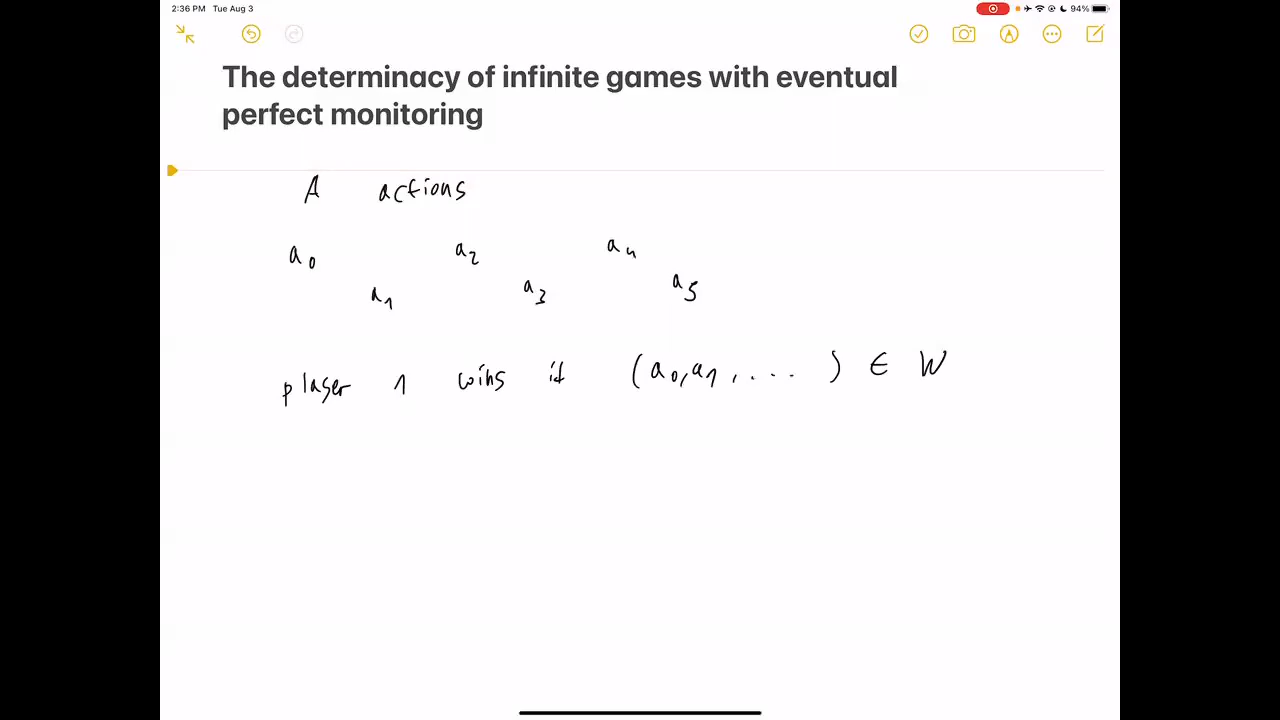 2:36 PM Tue Aug 3 94%
The determinacy of infinite games with eventual
perfect monitoring
A actions
a₀ a₂ a₄
a₁ a₃ a₅
player 1 wins if (a₀,a₁, .... ) ∈ W